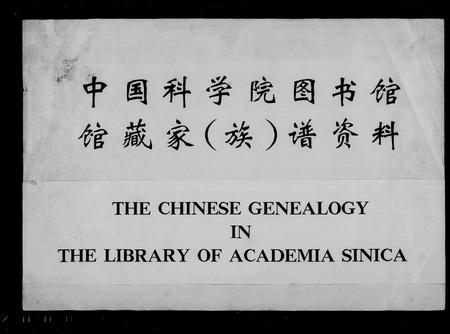 中国科学院图书馆
馆藏家(族)谱资料
THE CHINESE GENEALOGY
IN
THE LIBRARY OF ACADEMIA SINICA